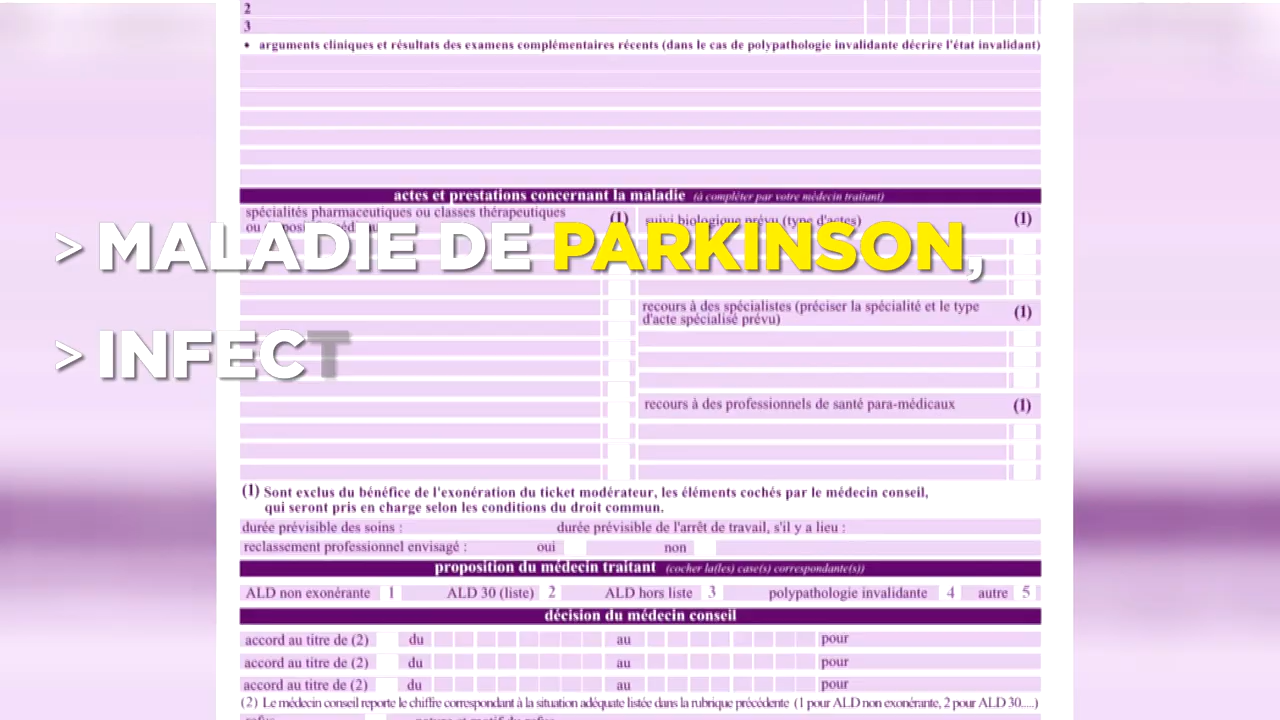 2
3
• arguments cliniques et résultats des examens complémentaires récents (dans le cas de polypathologie invalidante décrire l'état invalidant)
actes et prestations concernant la maladie (à compléter par votre médecin traitant)
spécialités pharmaceutiques ou classes thérapeutiques (1)
suivi biologique prévu (type d'actes) (1)
> MALADIE DE PARKINSON,
recours à des spécialistes (préciser la spécialité et le type
d'acte spécialisé prévu) (1)
> INFECT
recours à des professionnels de santé para-médicaux (1)
(1) Sont exclus du bénéfice de l'exonération du ticket modérateur, les éléments cochés par le médecin conseil,
qui seront pris en charge selon les conditions du droit commun.
durée prévisible des soins : durée prévisible de l'arrêt de travail, s'il y a lieu :
reclassement professionnel envisagé : oui non
proposition du médecin traitant (cocher la(les) case(s) correspondante(s))
ALD non exonérante 1 ALD 30 (liste) 2 ALD hors liste 3 polypathologie invalidante 4 autre 5
décision du médecin conseil
accord au titre de (2) du au pour
accord au titre de (2) du au pour
accord au titre de (2) du au pour
(2) Le médecin conseil reporte le chiffre correspondant à la situation adéquate listée dans la rubrique précédente (1 pour ALD non exonérante, 2 pour ALD 30.....)